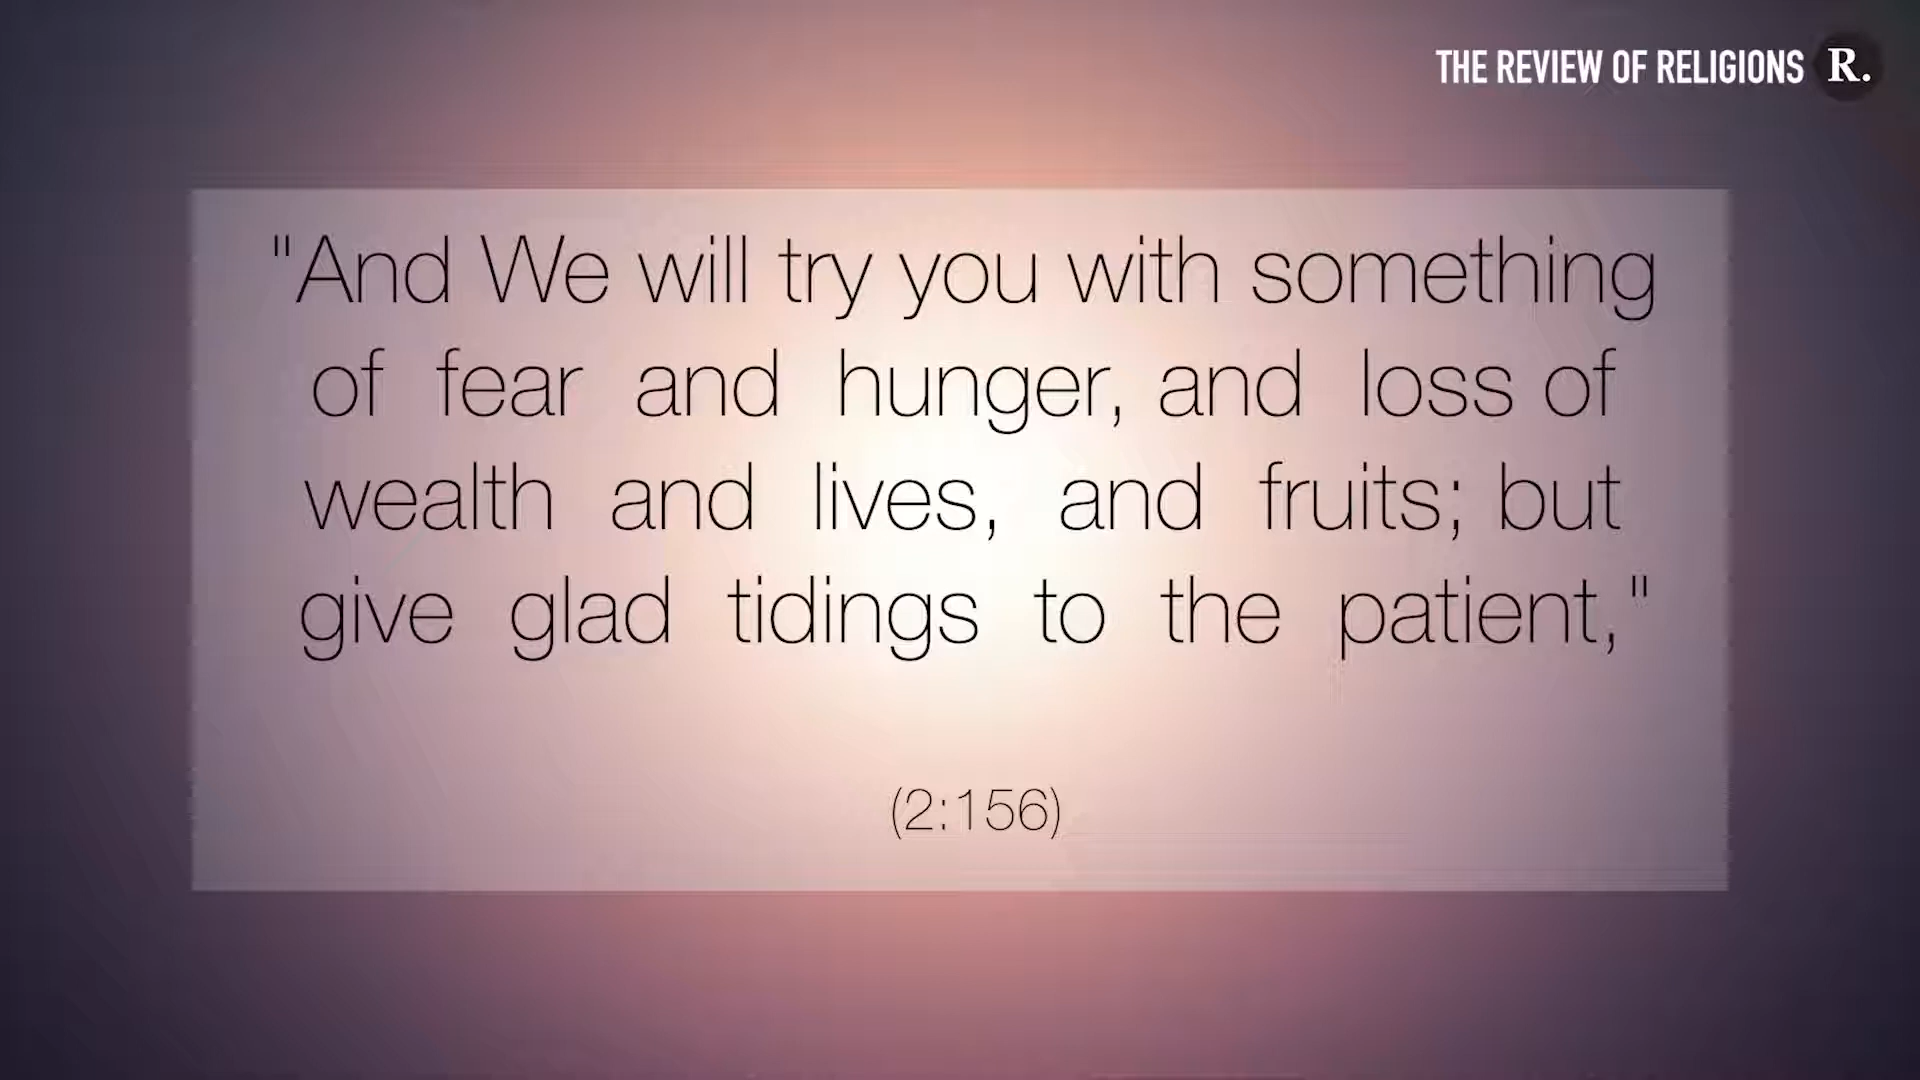 THE REVIEW OF RELIGIONS R.
"And We will try you with something
of fear and hunger, and loss of
wealth and lives, and fruits; but
give glad tidings to the patient,"
(2:156)